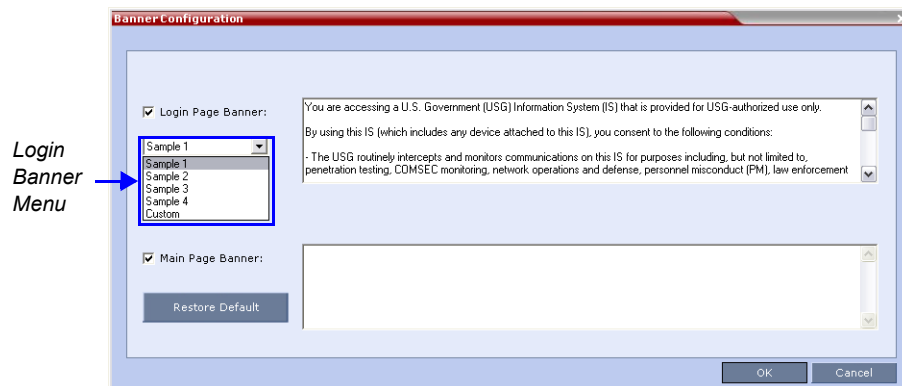 Banner Configuration
Login Page Banner:
You are accessing a U.S. Government (USG) Information System (IS) that is provided for USG-authorized use only.
By using this IS (which includes any device attached to this IS), you consent to the following conditions:
- The USG routinely intercepts and monitors communications on this IS for purposes including, but not limited to,
penetration testing, COMSEC monitoring, network operations and defense, personnel misconduct (PM), law enforcement
Login
Banner
Menu
Sample 1
Sample 1
Sample 2
Sample 3
Sample 4
Custom
Main Page Banner:
Restore Default
OK
Cancel